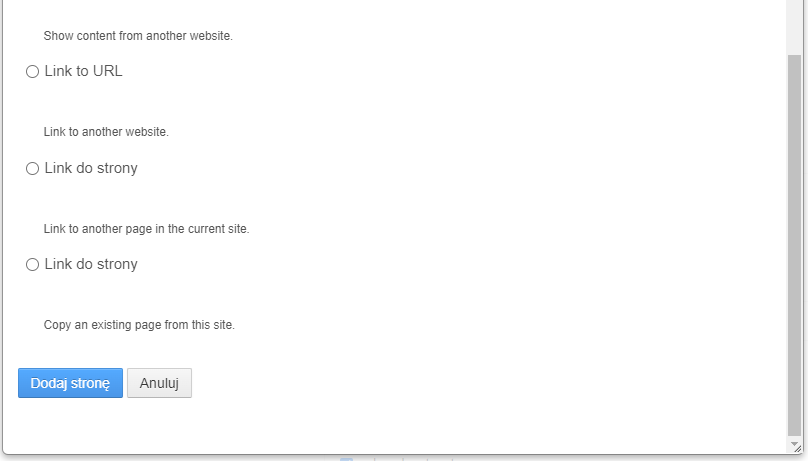 Show content from another website.
Link to URL
Link to another website.
Link do strony
Link to another page in the current site.
Link do strony
Copy an existing page from this site.
Dodaj stronę Anuluj